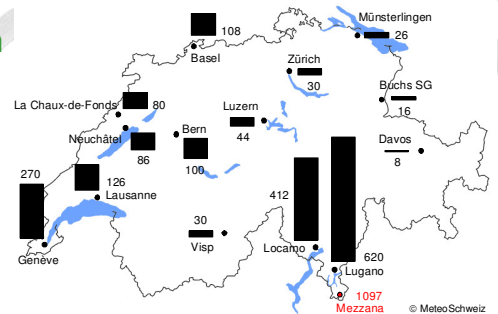 Münsterlingen
26
108
Basel
Zürich
30
Buchs SG
16
La Chaux-de-Fonds
80
Luzern
44
Neuchâtel
86
Bern
100
Davos
8
270
126
Lausanne
412
30
Visp
Locarno
620
Lugano
Genève
1097
Mezzana
© MeteoSchweiz